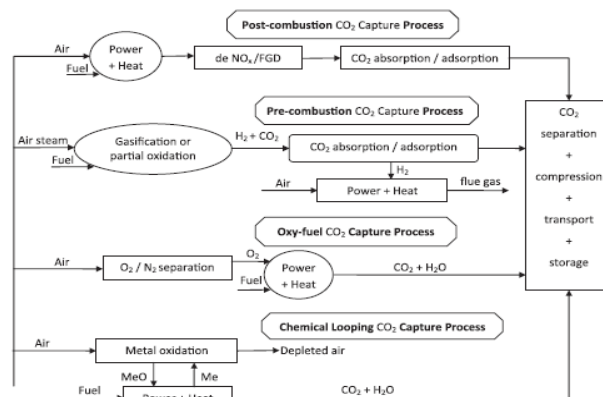 Post-combustion CO₂ Capture Process
Air
Fuel
Power
+ Heat
de NOₓ/FGD
CO₂ absorption / adsorption
Pre-combustion CO₂ Capture Process
Air steam
Fuel
Gasification or
partial oxidation
H₂ + CO₂
CO₂ absorption / adsorption
H₂
Air
Power + Heat
flue gas
CO₂
separation
+
compression
+
transport
+
storage
Oxy-fuel CO₂ Capture Process
Air
O₂ / N₂ separation
O₂
Fuel
Power
+ Heat
CO₂ + H₂O
Chemical Looping CO₂ Capture Process
Air
Metal oxidation
Depleted air
MeO
Me
Fuel
Power + Heat
CO₂ + H₂O